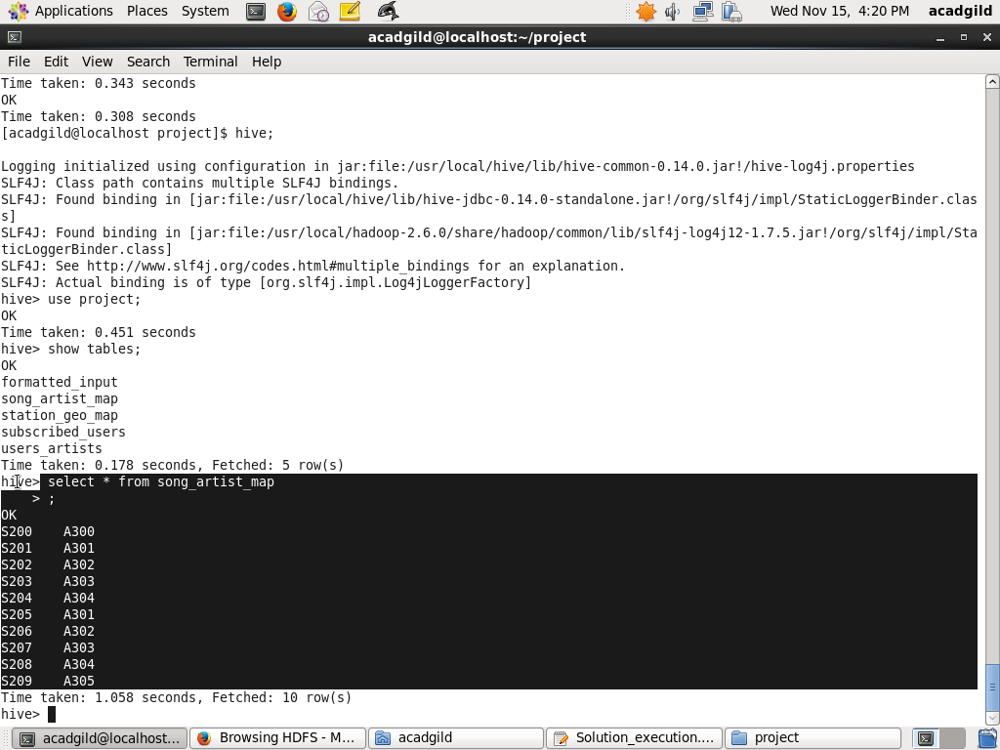 Applications Places System Wed Nov 15, 4:20 PM acadgild
acadgild@localhost:~/project
File Edit View Search Terminal Help
Time taken: 0.343 seconds
OK
Time taken: 0.308 seconds
[acadgild@localhost project]$ hive;
Logging initialized using configuration in jar:file:/usr/local/hive/lib/hive-common-0.14.0.jar!/hive-log4j.properties
SLF4J: Class path contains multiple SLF4J bindings.
SLF4J: Found binding in [jar:file:/usr/local/hive/lib/hive-jdbc-0.14.0-standalone.jar!/org/slf4j/impl/StaticLoggerBinder.clas
s]
SLF4J: Found binding in [jar:file:/usr/local/hadoop-2.6.0/share/hadoop/common/lib/slf4j-log4j12-1.7.5.jar!/org/slf4j/impl/Sta
ticLoggerBinder.class]
SLF4J: See http://www.slf4j.org/codes.html#multiple_bindings for an explanation.
SLF4J: Actual binding is of type [org.slf4j.impl.Log4jLoggerFactory]
hive> use project;
OK
Time taken: 0.451 seconds
hive> show tables;
OK
formatted_input
song_artist_map
station_geo_map
subscribed_users
users_artists
Time taken: 0.178 seconds, Fetched: 5 row(s)
hive> select * from song_artist_map
    > ;
OK
S200    A300
S201    A301
S202    A302
S203    A303
S204    A304
S205    A301
S206    A302
S207    A303
S208    A304
S209    A305
Time taken: 1.058 seconds, Fetched: 10 row(s)
hive>
acadgild@localhost... Browsing HDFS - M... acadgild Solution_execution.... project